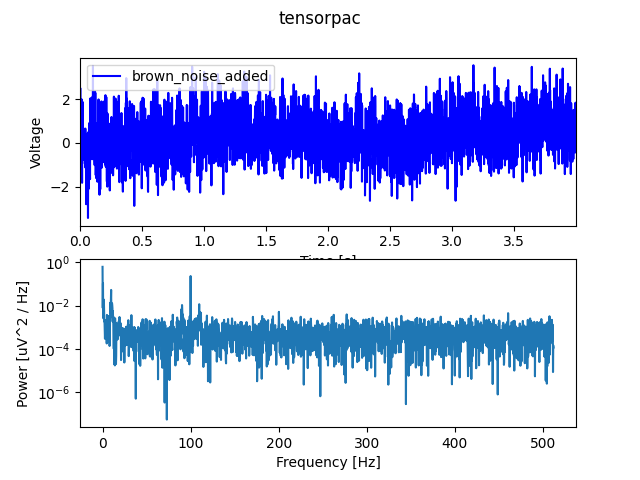 tensorpac
brown_noise_added
Voltage
2
0
−2
0.0 0.5 1.0 1.5 2.0 2.5 3.0 3.5
Power [uV^2 / Hz]
10^0
10^−2
10^−4
10^−6
0 100 200 300 400 500
Frequency [Hz]